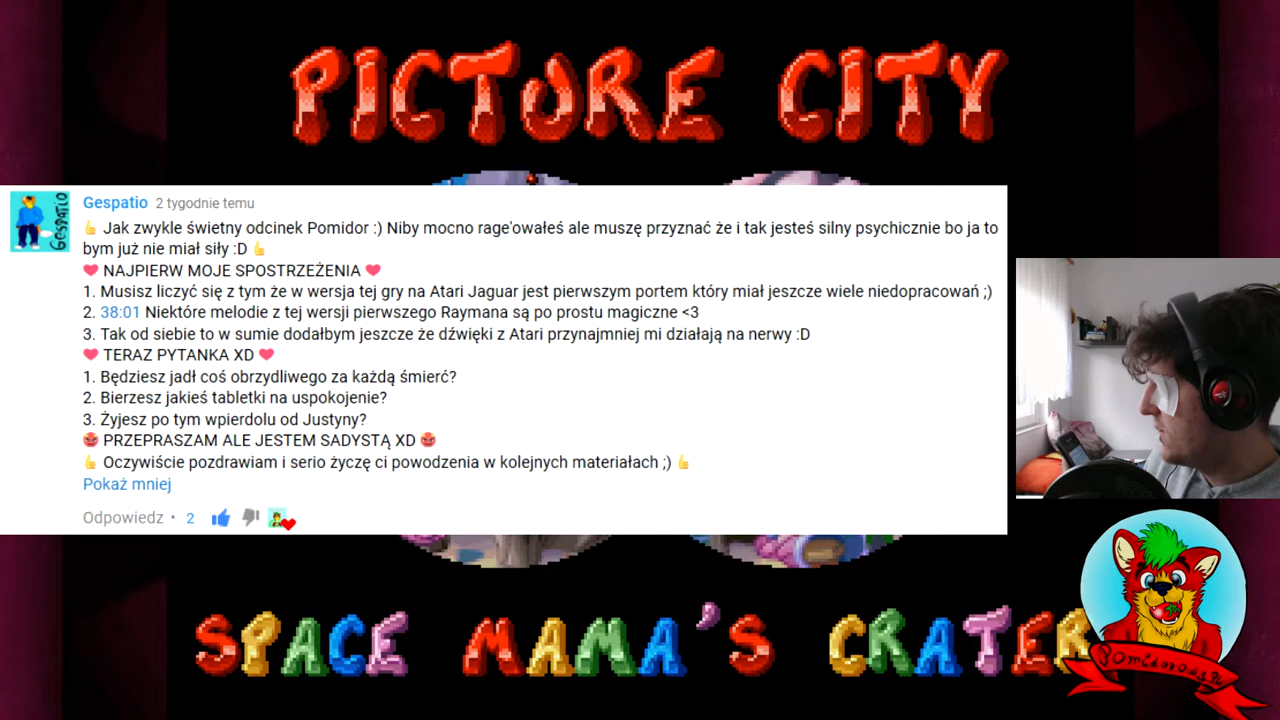 PICTURE CITY
Gespatio 2 tygodnie temu
GESPATIO
👍 Jak zwykle świetny odcinek Pomidor :) Niby mocno rage'owałeś ale muszę przyznać że i tak jesteś silny psychicznie bo ja to
bym już nie miał siły :D 👍
❤ NAJPIERW MOJE SPOSTRZEŻENIA ❤
1. Musisz liczyć się z tym że w wersja tej gry na Atari Jaguar jest pierwszym portem który miał jeszcze wiele niedopracowań ;)
2. 38:01 Niektóre melodie z tej wersji pierwszego Raymana są po prostu magiczne <3
3. Tak od siebie to w sumie dodałbym jeszcze że dźwięki z Atari przynajmniej mi działają na nerwy :D
❤ TERAZ PYTANKA XD ❤
1. Będziesz jadł coś obrzydliwego za każdą śmierć?
2. Bierzesz jakieś tabletki na uspokojenie?
3. Żyjesz po tym wpierdolu od Justyny?
😡 PRZEPRASZAM ALE JESTEM SADYSTĄ XD 😡
👍 Oczywiście pozdrawiam i serio życzę ci powodzenia w kolejnych materiałach ;) 👍
Pokaż mniej
Odpowiedz • 2
SPACE MAMA'S CRATER